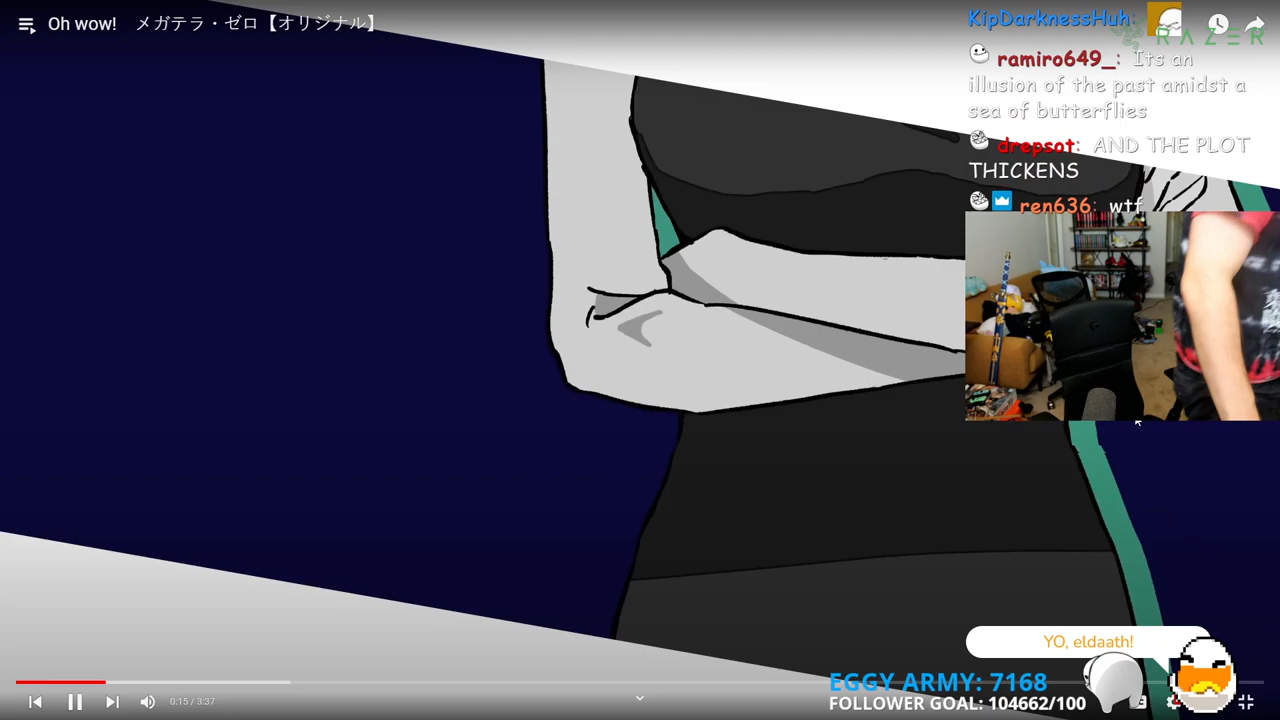 Oh wow!　メガテラ・ゼロ【オリジナル】
KipDarknessHuh:
RAZER
ramiro649_: Its an
illusion of the past amidst a
sea of butterflies
drepsot: AND THE PLOT
THICKENS
ren636: wtf
YO, eldaath!
EGGY ARMY: 7168
FOLLOWER GOAL: 104662/100
0:15 / 3:37